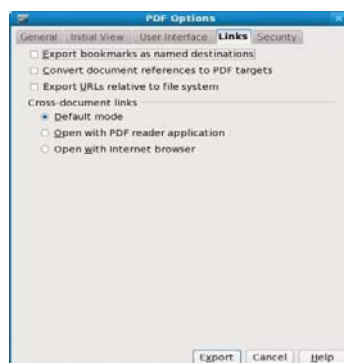 PDF Options
General Initial View User Interface Links Security
Export bookmarks as named destinations
Convert document references to PDF targets
Export URLs relative to file system
Cross-document links
Default mode
Open with PDF reader application
Open with Internet browser
Export Cancel Help